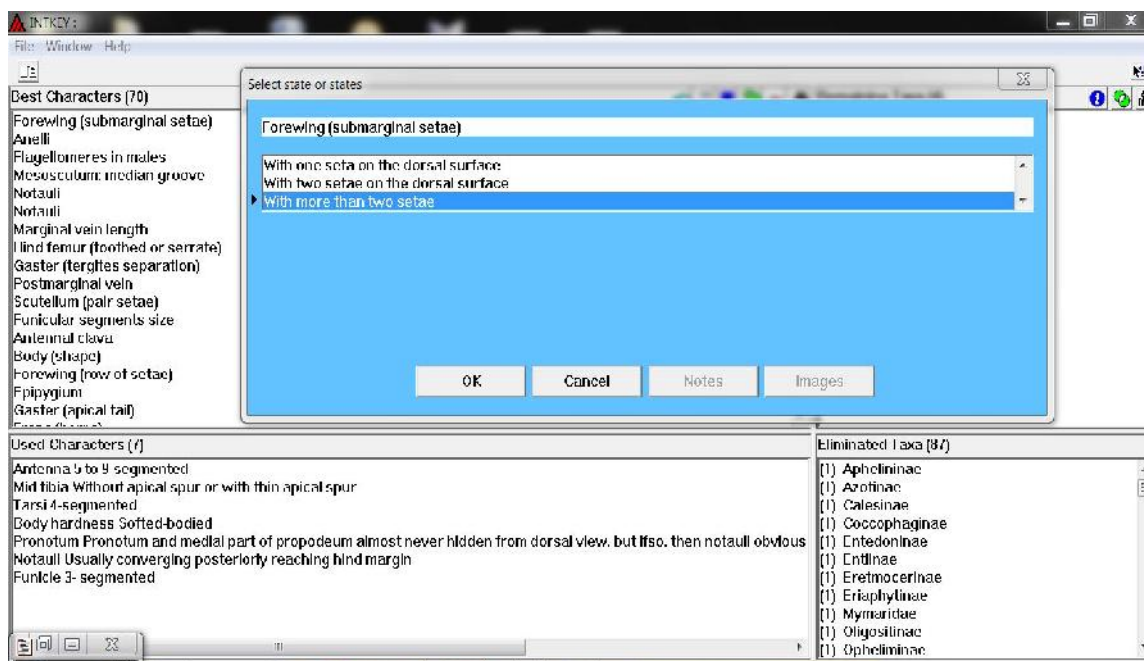 INTKEY:
File Window Help
Best Characters (70)
Forewing (submarginal setae)
Anelli
Flagellomeres in males
Mesoscutum: median groove
Notauli
Notauli
Marginal vein length
Hind femur (toothed or serrate)
Gaster (tergites separation)
Postmarginal vein
Scutellum (pair setae)
Funicular segments size
Antennal clava
Body (shape)
Forewing (row of setae)
Epipygium
Gaster (apical tail)
Select state or states
Forewing (submarginal setae)
With one seta on the dorsal surface
With two setae on the dorsal surface
With more than two setae
OK
Cancel
Notes
Images
Used Characters (7)
Antenna 5 to 9 segmented
Mid tibia Without apical spur or with thin apical spur
Tarsi 4-segmented
Body hardness Softed-bodied
Pronotum Pronotum and medial part of propodeum almost never hidden from dorsal view, but ifso, then notauli obvious
Notauli Usually converging posteriorly reaching hind margin
Funicle 3- segmented
Eliminated Taxa (87)
(1) Aphelininae
(1) Azotinae
(1) Calesinae
(1) Coccophaginae
(1) Entedoninae
(1) Entiinae
(1) Eretmocerinae
(1) Eriaphytinae
(1) Mymaridae
(1) Oligositinae
(1) Opheliminae